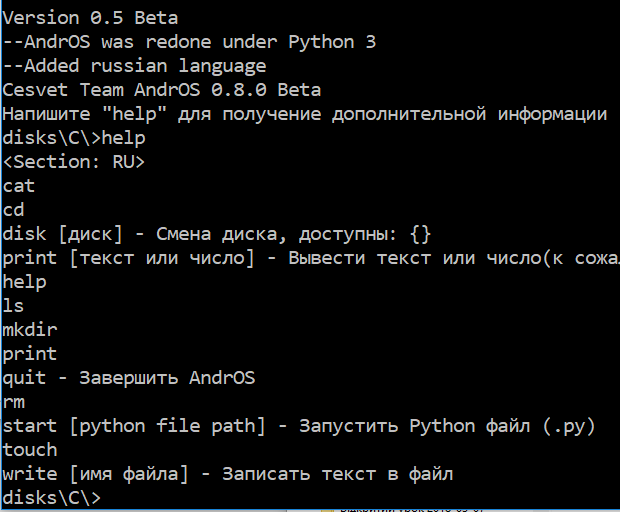 Version 0.5 Beta
--AndrOS was redone under Python 3
--Added russian language
Cesvet Team AndrOS 0.8.0 Beta
Напишите "help" для получение дополнительной информации
disks\C\>help
<Section: RU>
cat
cd
disk [диск] - Смена диска, доступны: {}
print [текст или число] - Вывести текст или число(к сожа
help
ls
mkdir
print
quit - Завершить AndrOS
rm
start [python file path] - Запустить Python файл (.py)
touch
write [имя файла] - Записать текст в файл
disks\C\>